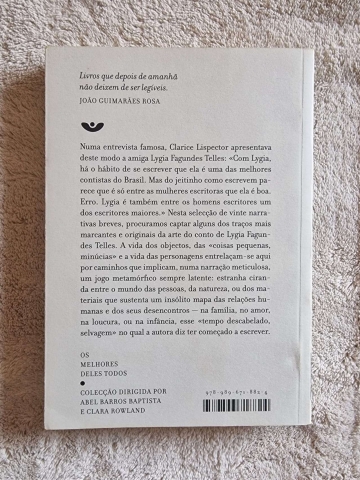 Livros que depois de amanhã
não deixem de ser legíveis.
JOÃO GUIMARÃES ROSA
Numa entrevista famosa, Clarice Lispector apresentava
deste modo a amiga Lygia Fagundes Telles: «Com Lygia,
há o hábito de se escrever que ela é uma das melhores
contistas do Brasil. Mas do jeitinho como escrevem pa-
rece que é só entre as mulheres escritoras que ela é boa.
Erro. Lygia é também entre os homens escritores um
dos escritores maiores.» Nesta selecção de vinte narra-
tivas breves, procuramos captar alguns dos traços mais
marcantes e originais da arte do conto de Lygia Fagun-
des Telles. A vida dos objectos, das «coisas pequenas,
minúcias» e a vida das personagens entrelaçam-se aqui
por caminhos que implicam, numa narração meticulosa,
um jogo metamórfico sempre latente: estranha ciran-
da entre o mundo das pessoas, da natureza, ou dos ma-
teriais que sustenta um insólito mapa das relações hu-
manas e dos seus desencontros — na família, no amor,
na loucura, ou na infância, esse «tempo descabelado,
selvagem» no qual a autora diz ter começado a escrever.
OS
MELHORES
DELES TODOS
COLECÇÃO DIRIGIDA POR
ABEL BARROS BAPTISTA
E CLARA ROWLAND
978-989-671-882-4